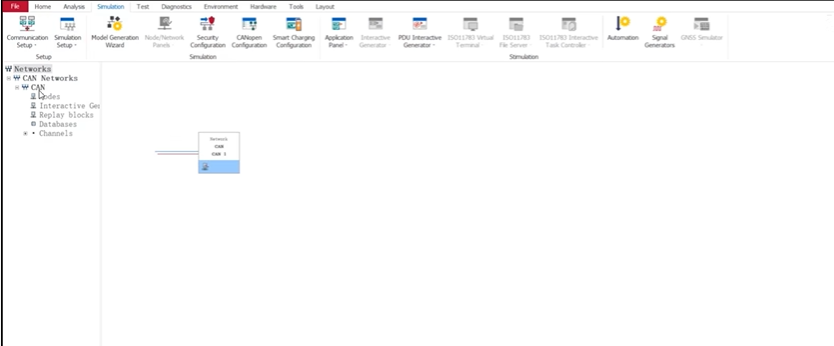 File Home Analysis Simulation Test Diagnostics Environment Hardware Tools Layout
Communication Setup
Simulation Setup
Model Generation Wizard
Node/Network Panels
Security Configuration
CANopen Configuration
Smart Charging Configuration
Application Panel
Interactive Generator
PDU Interactive Generator
ISO11783 Virtual Terminal
ISO11783 File Server
ISO11783 Interactive Task Controller
Automation
Signal Generators
GNSS Simulator
Setup
Simulation
Stimulation
Networks
CAN Networks
CAN
Nodes
Interactive Gen
Replay blocks
Databases
Channels
Network
CAN
CAN 1